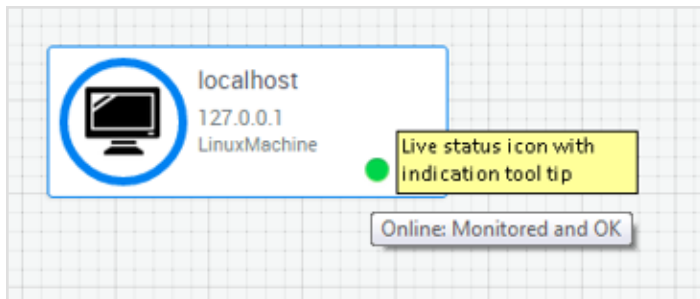 localhost
127.0.0.1
LinuxMachine
Live status icon with
indication tool tip
Online: Monitored and OK